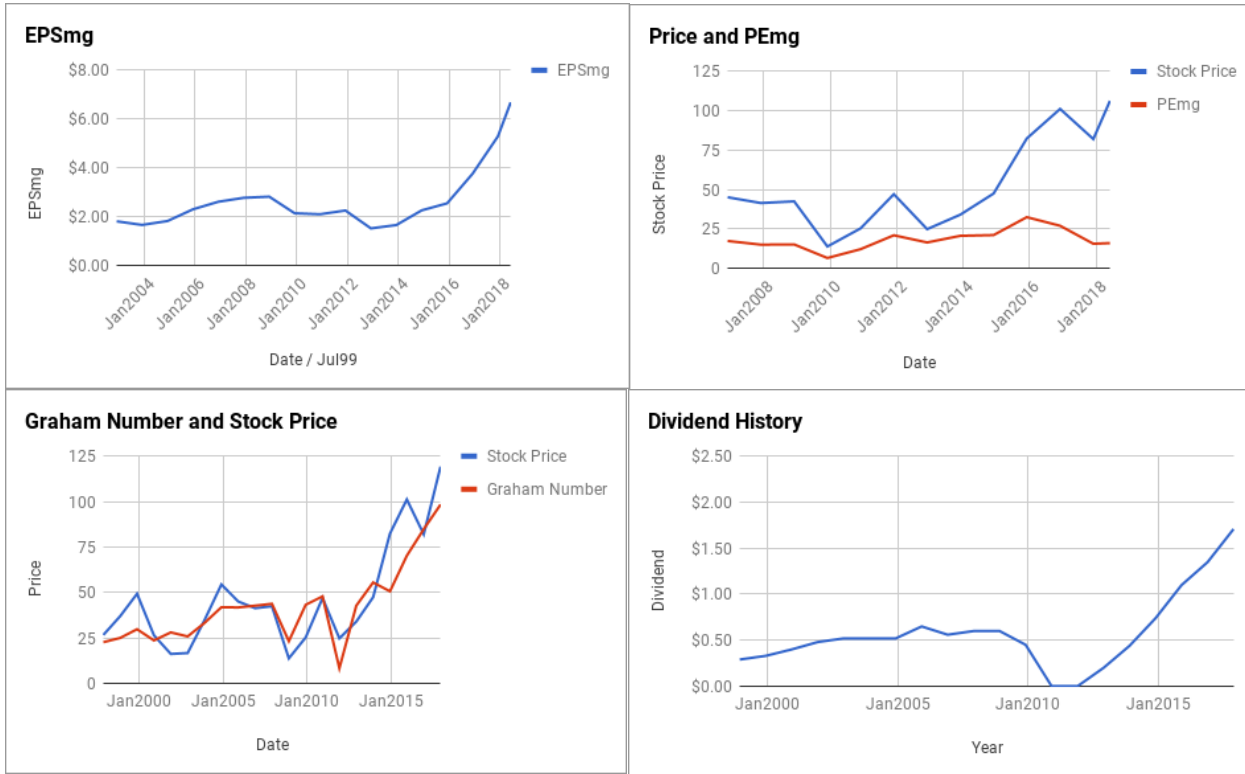 EPSmg
EPSmg
$8.00
$6.00
$4.00
$2.00
$0.00
EPSmg
Jan2004
Jan2006
Jan2008
Jan2010
Jan2012
Jan2014
Jan2016
Jan2018
Date / Jul99
Price and PEmg
Stock Price
PEmg
125
100
75
50
25
0
Stock Price
Jan2008
Jan2010
Jan2012
Jan2014
Jan2016
Jan2018
Date
Graham Number and Stock Price
Stock Price
Graham Number
125
100
75
50
25
0
Price
Jan2000
Jan2005
Jan2010
Jan2015
Date
Dividend History
$2.50
$2.00
$1.50
$1.00
$0.50
$0.00
Dividend
Jan2000
Jan2005
Jan2010
Jan2015
Year